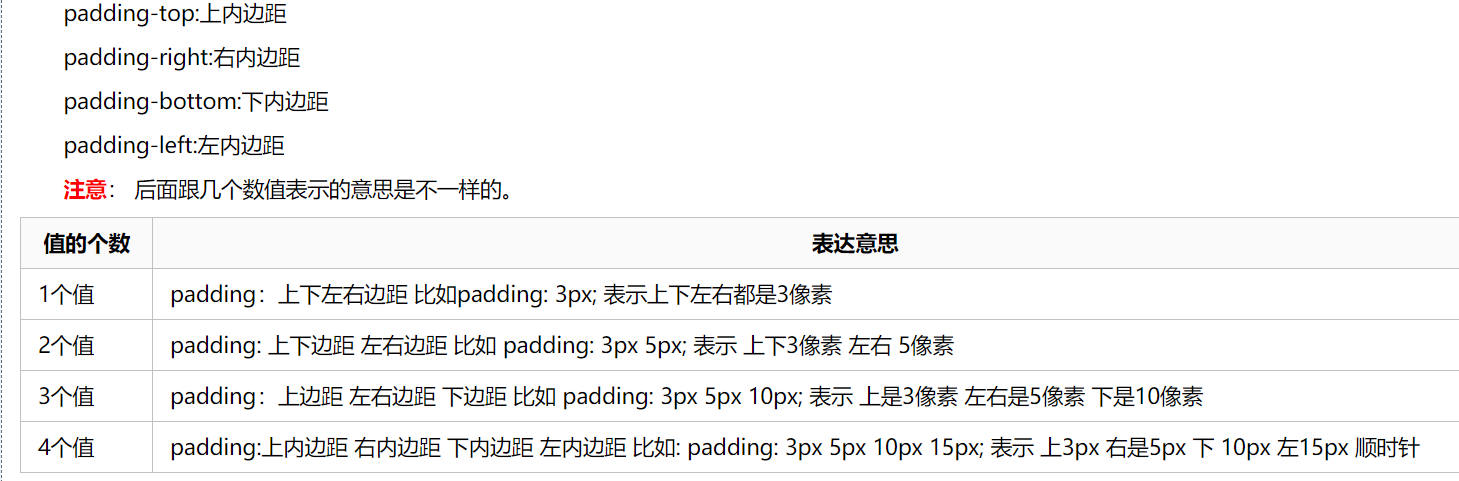 padding-top:上内边距
padding-right:右内边距
padding-bottom:下内边距
padding-left:左内边距
注意： 后面跟几个数值表示的意思是不一样的。
值的个数 表达意思
1个值 padding：上下左右边距 比如padding: 3px; 表示上下左右都是3像素
2个值 padding: 上下边距 左右边距 比如 padding: 3px 5px; 表示 上下3像素 左右 5像素
3个值 padding：上边距 左右边距 下边距 比如 padding: 3px 5px 10px; 表示 上是3像素 左右是5像素 下是10像素
4个值 padding:上内边距 右内边距 下内边距 左内边距 比如: padding: 3px 5px 10px 15px; 表示 上3px 右是5px 下 10px 左15px 顺时针